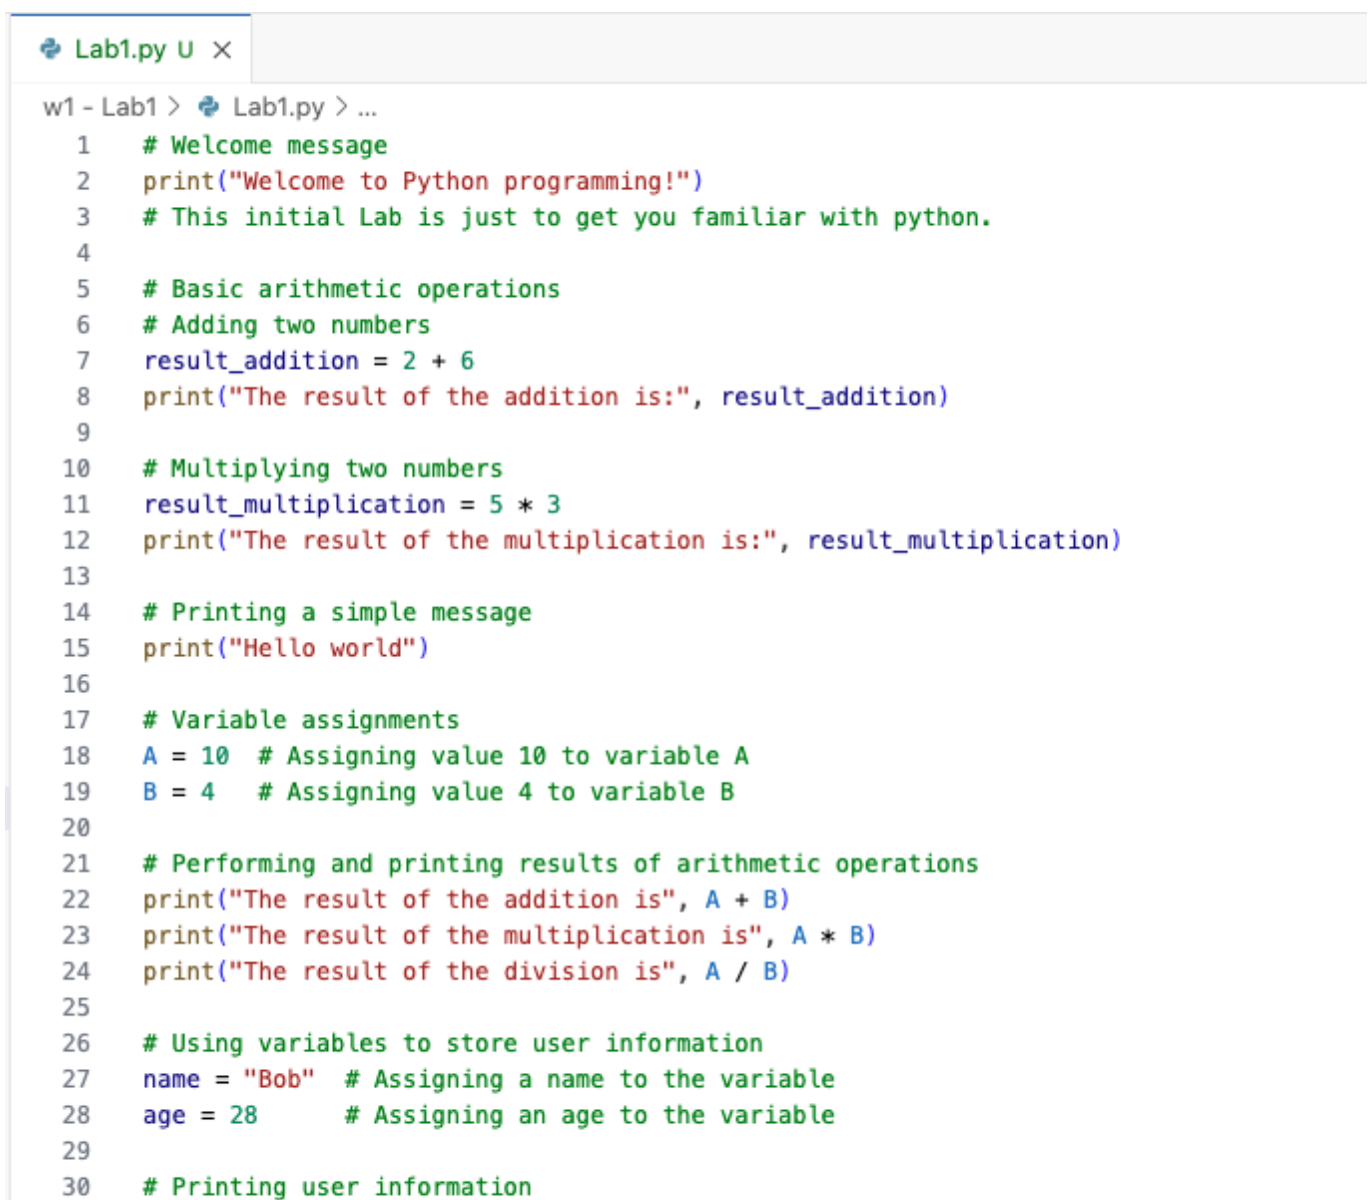 Lab1.py U ×
w1 - Lab1 > Lab1.py > ...
1 # Welcome message
2 print("Welcome to Python programming!")
3 # This initial Lab is just to get you familiar with python.
4
5 # Basic arithmetic operations
6 # Adding two numbers
7 result_addition = 2 + 6
8 print("The result of the addition is:", result_addition)
9
10 # Multiplying two numbers
11 result_multiplication = 5 * 3
12 print("The result of the multiplication is:", result_multiplication)
13
14 # Printing a simple message
15 print("Hello world")
16
17 # Variable assignments
18 A = 10  # Assigning value 10 to variable A
19 B = 4   # Assigning value 4 to variable B
20
21 # Performing and printing results of arithmetic operations
22 print("The result of the addition is", A + B)
23 print("The result of the multiplication is", A * B)
24 print("The result of the division is", A / B)
25
26 # Using variables to store user information
27 name = "Bob"  # Assigning a name to the variable
28 age = 28      # Assigning an age to the variable
29
30 # Printing user information